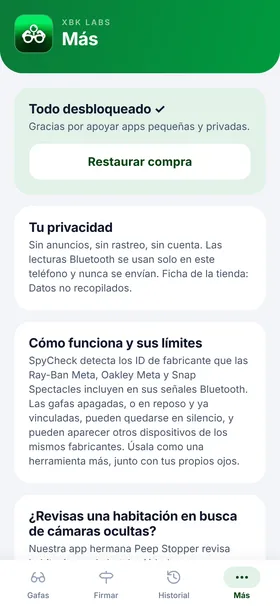 XBK LABS
Más
Todo desbloqueado ✓
Gracias por apoyar apps pequeñas y privadas.
Restaurar compra
Tu privacidad
Sin anuncios, sin rastreo, sin cuenta. Las
lecturas Bluetooth se usan solo en este
teléfono y nunca se envían. Ficha de la tienda:
Datos no recopilados.
Cómo funciona y sus límites
SpyCheck detecta los ID de fabricante que las
Ray-Ban Meta, Oakley Meta y Snap
Spectacles incluyen en sus señales Bluetooth.
Las gafas apagadas, o en reposo y ya
vinculadas, pueden quedarse en silencio, y
pueden aparecer otros dispositivos de los
mismos fabricantes. Úsala como una
herramienta más, junto con tus propios ojos.
¿Revisas una habitación en busca
de cámaras ocultas?
Nuestra app hermana Peep Stopper revisa
Gafas
Firmar
Historial
Más